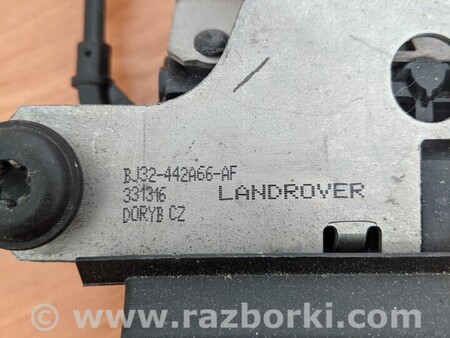 BJ32-442A66-AF
331316 LANDROVER
DORYB CZ
www.razborki.com